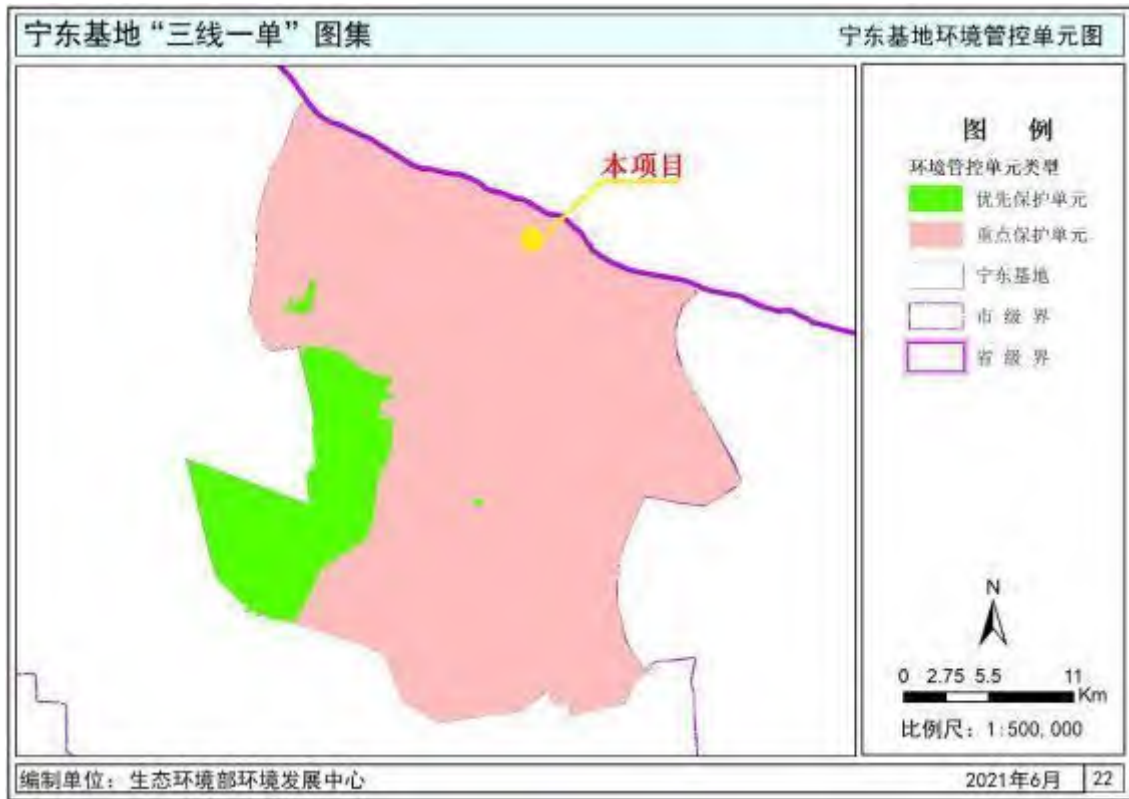 宁东基地“三线一单”图集
宁东基地环境管控单元图
本项目
图 例
环境管控单元类型
优先保护单元
重点保护单元
宁东基地
市 级 界
省 级 界
N
0 2.75 5.5 11
Km
比例尺：1:500,000
编制单位：生态环境部环境发展中心
2021年6月
22